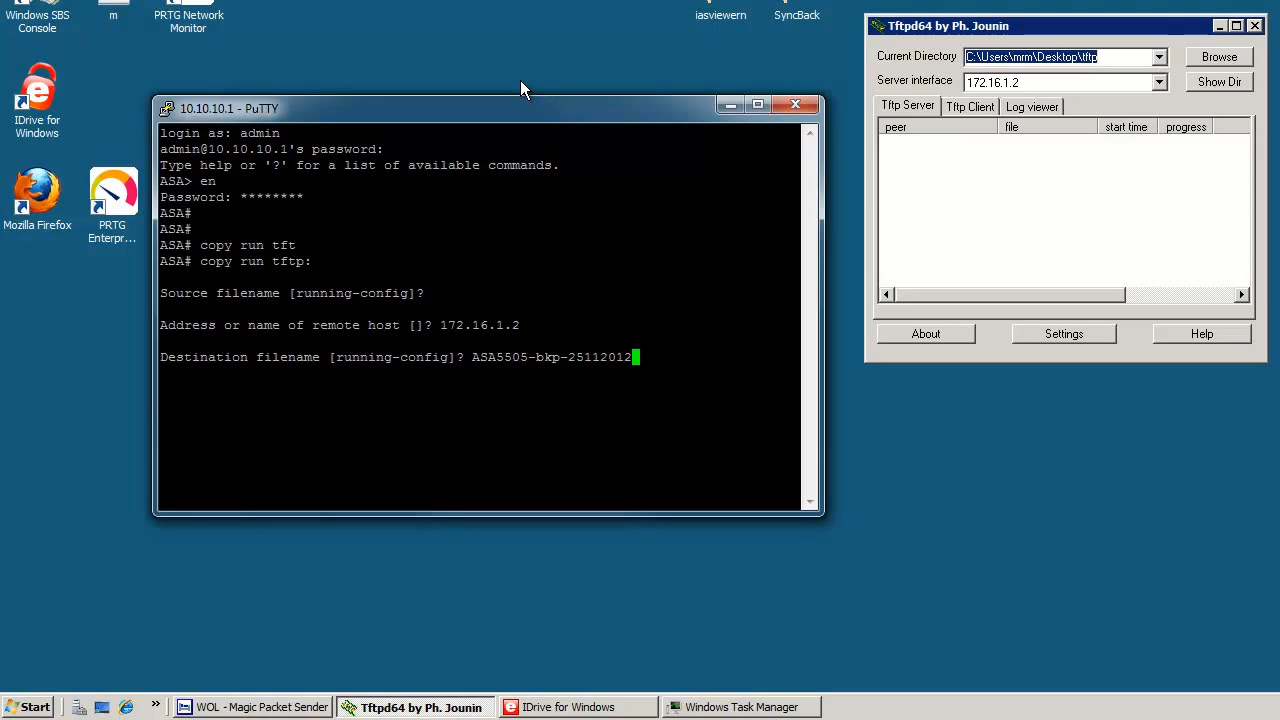 Windows SBS
Console
m
PRTG Network
Monitor
iasviewern
SyncBack
IDrive for
Windows
Mozilla Firefox
PRTG
Enterpr...
10.10.10.1 - PuTTY
login as: admin
admin@10.10.10.1's password:
Type help or '?' for a list of available commands.
ASA> en
Password: ********
ASA#
ASA#
ASA# copy run tft
ASA# copy run tftp:
Source filename [running-config]?
Address or name of remote host []? 172.16.1.2
Destination filename [running-config]? ASA5505-bkp-25112012
Tftpd64 by Ph. Jounin
Current Directory C:\Users\mrm\Desktop\tftp Browse
Server interface 172.16.1.2 Show Dir
Tftp Server Tftp Client Log viewer
peer file start time progress
About Settings Help
Start » WOL - Magic Packet Sender Tftpd64 by Ph. Jounin IDrive for Windows Windows Task Manager